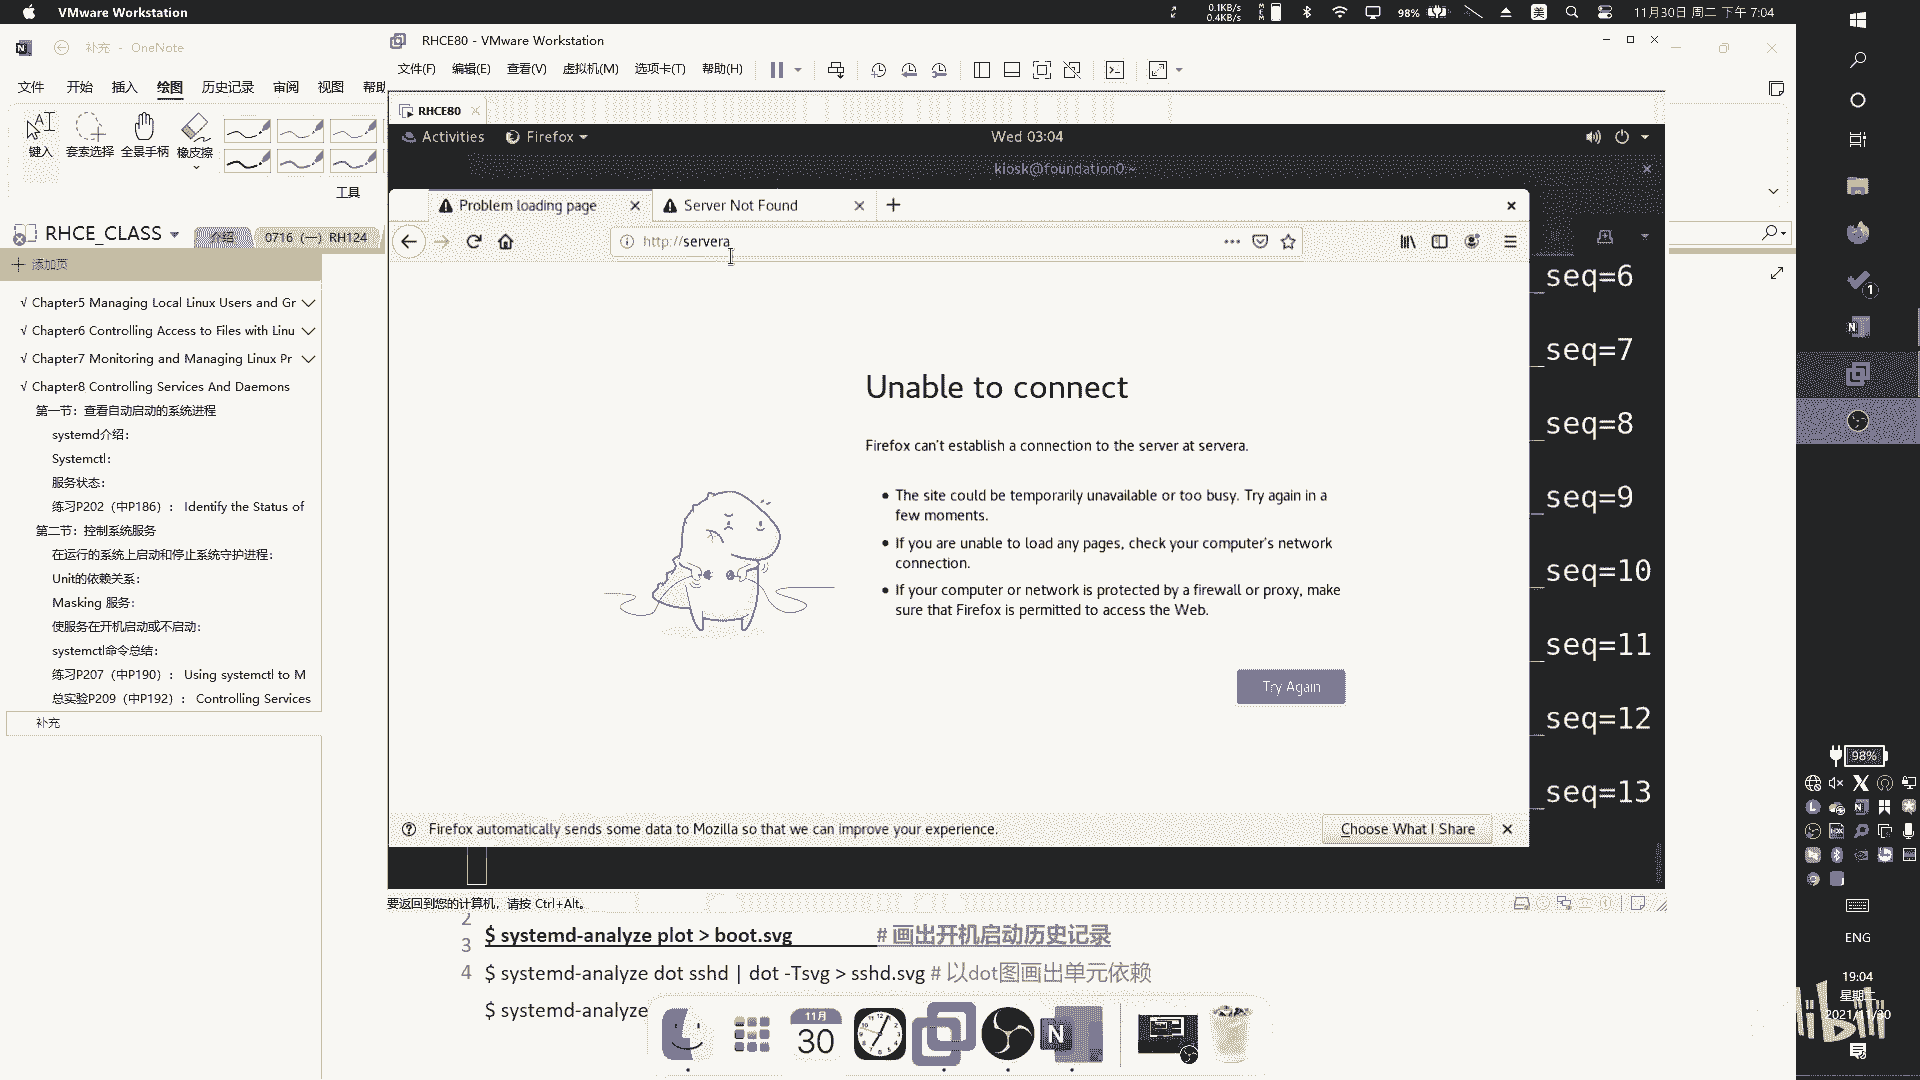 VMware Workstation
0.1KB/s
0.4KB/s
98%
美
11月30日 周二 下午 7:04
补充 - OneNote
文件 开始 插入 绘图 历史记录 审阅 视图 帮助
键入 套索选择 全景手柄 橡皮擦
工具
RHCE_CLASS 介绍 0716 (一) RH124
添加页
√ Chapter5 Managing Local Linux Users and Gr
√ Chapter6 Controlling Access to Files with Linu
√ Chapter7 Monitoring and Managing Linux Pr
√ Chapter8 Controlling Services And Daemons
第一节：查看自动启动的系统进程
systemd介绍：
Systemctl：
服务状态：
练习P202（中P186）： Identify the Status of
第二节：控制系统服务
在运行的系统上启动和停止系统守护进程：
Unit的依赖关系：
Masking 服务：
使服务在开机启动或不启动：
systemctl命令总结：
练习P207（中P190）： Using systemctl to M
总实验P209（中P192）： Controlling Services
补充
RHCE80 - VMware Workstation
文件(F) 编辑(E) 查看(V) 虚拟机(M) 选项卡(T) 帮助(H)
RHCE80
Activities Firefox Wed 03:04
kiosk@foundation0:~
Problem loading page Server Not Found
http://servera
Unable to connect
Firefox can't establish a connection to the server at servera.
The site could be temporarily unavailable or too busy. Try again in a
few moments.
If you are unable to load any pages, check your computer's network
connection.
If your computer or network is protected by a firewall or proxy, make
sure that Firefox is permitted to access the Web.
Try Again
Firefox automatically sends some data to Mozilla so that we can improve your experience.
Choose What I Share
seq=6
seq=7
seq=8
seq=9
seq=10
seq=11
seq=12
seq=13
要返回到您的计算机，请按 Ctrl+Alt。
2
3 $ systemd-analyze plot > boot.svg # 画出开机启动历史记录
4 $ systemd-analyze dot sshd | dot -Tsvg > sshd.svg # 以dot图画出单元依赖
$ systemd-analyze
11月
30
1
98%
ENG
19:04
星期二
2021/11/30